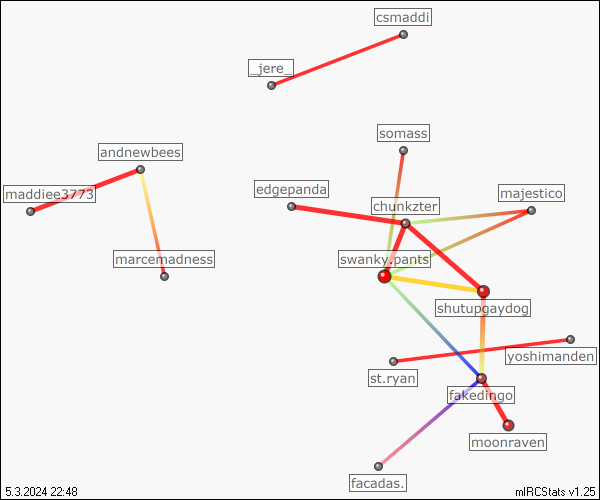 csmaddi
_jere_
somass
andnewbees
edgepanda
maddiee3773
majestico
chunkzter
marcemadness
swanky.pants
shutupgaydog
yoshimanden
st.ryan
fakedingo
moonraven
facadas.
5.3.2024 22:48
mIRCStats v1.25